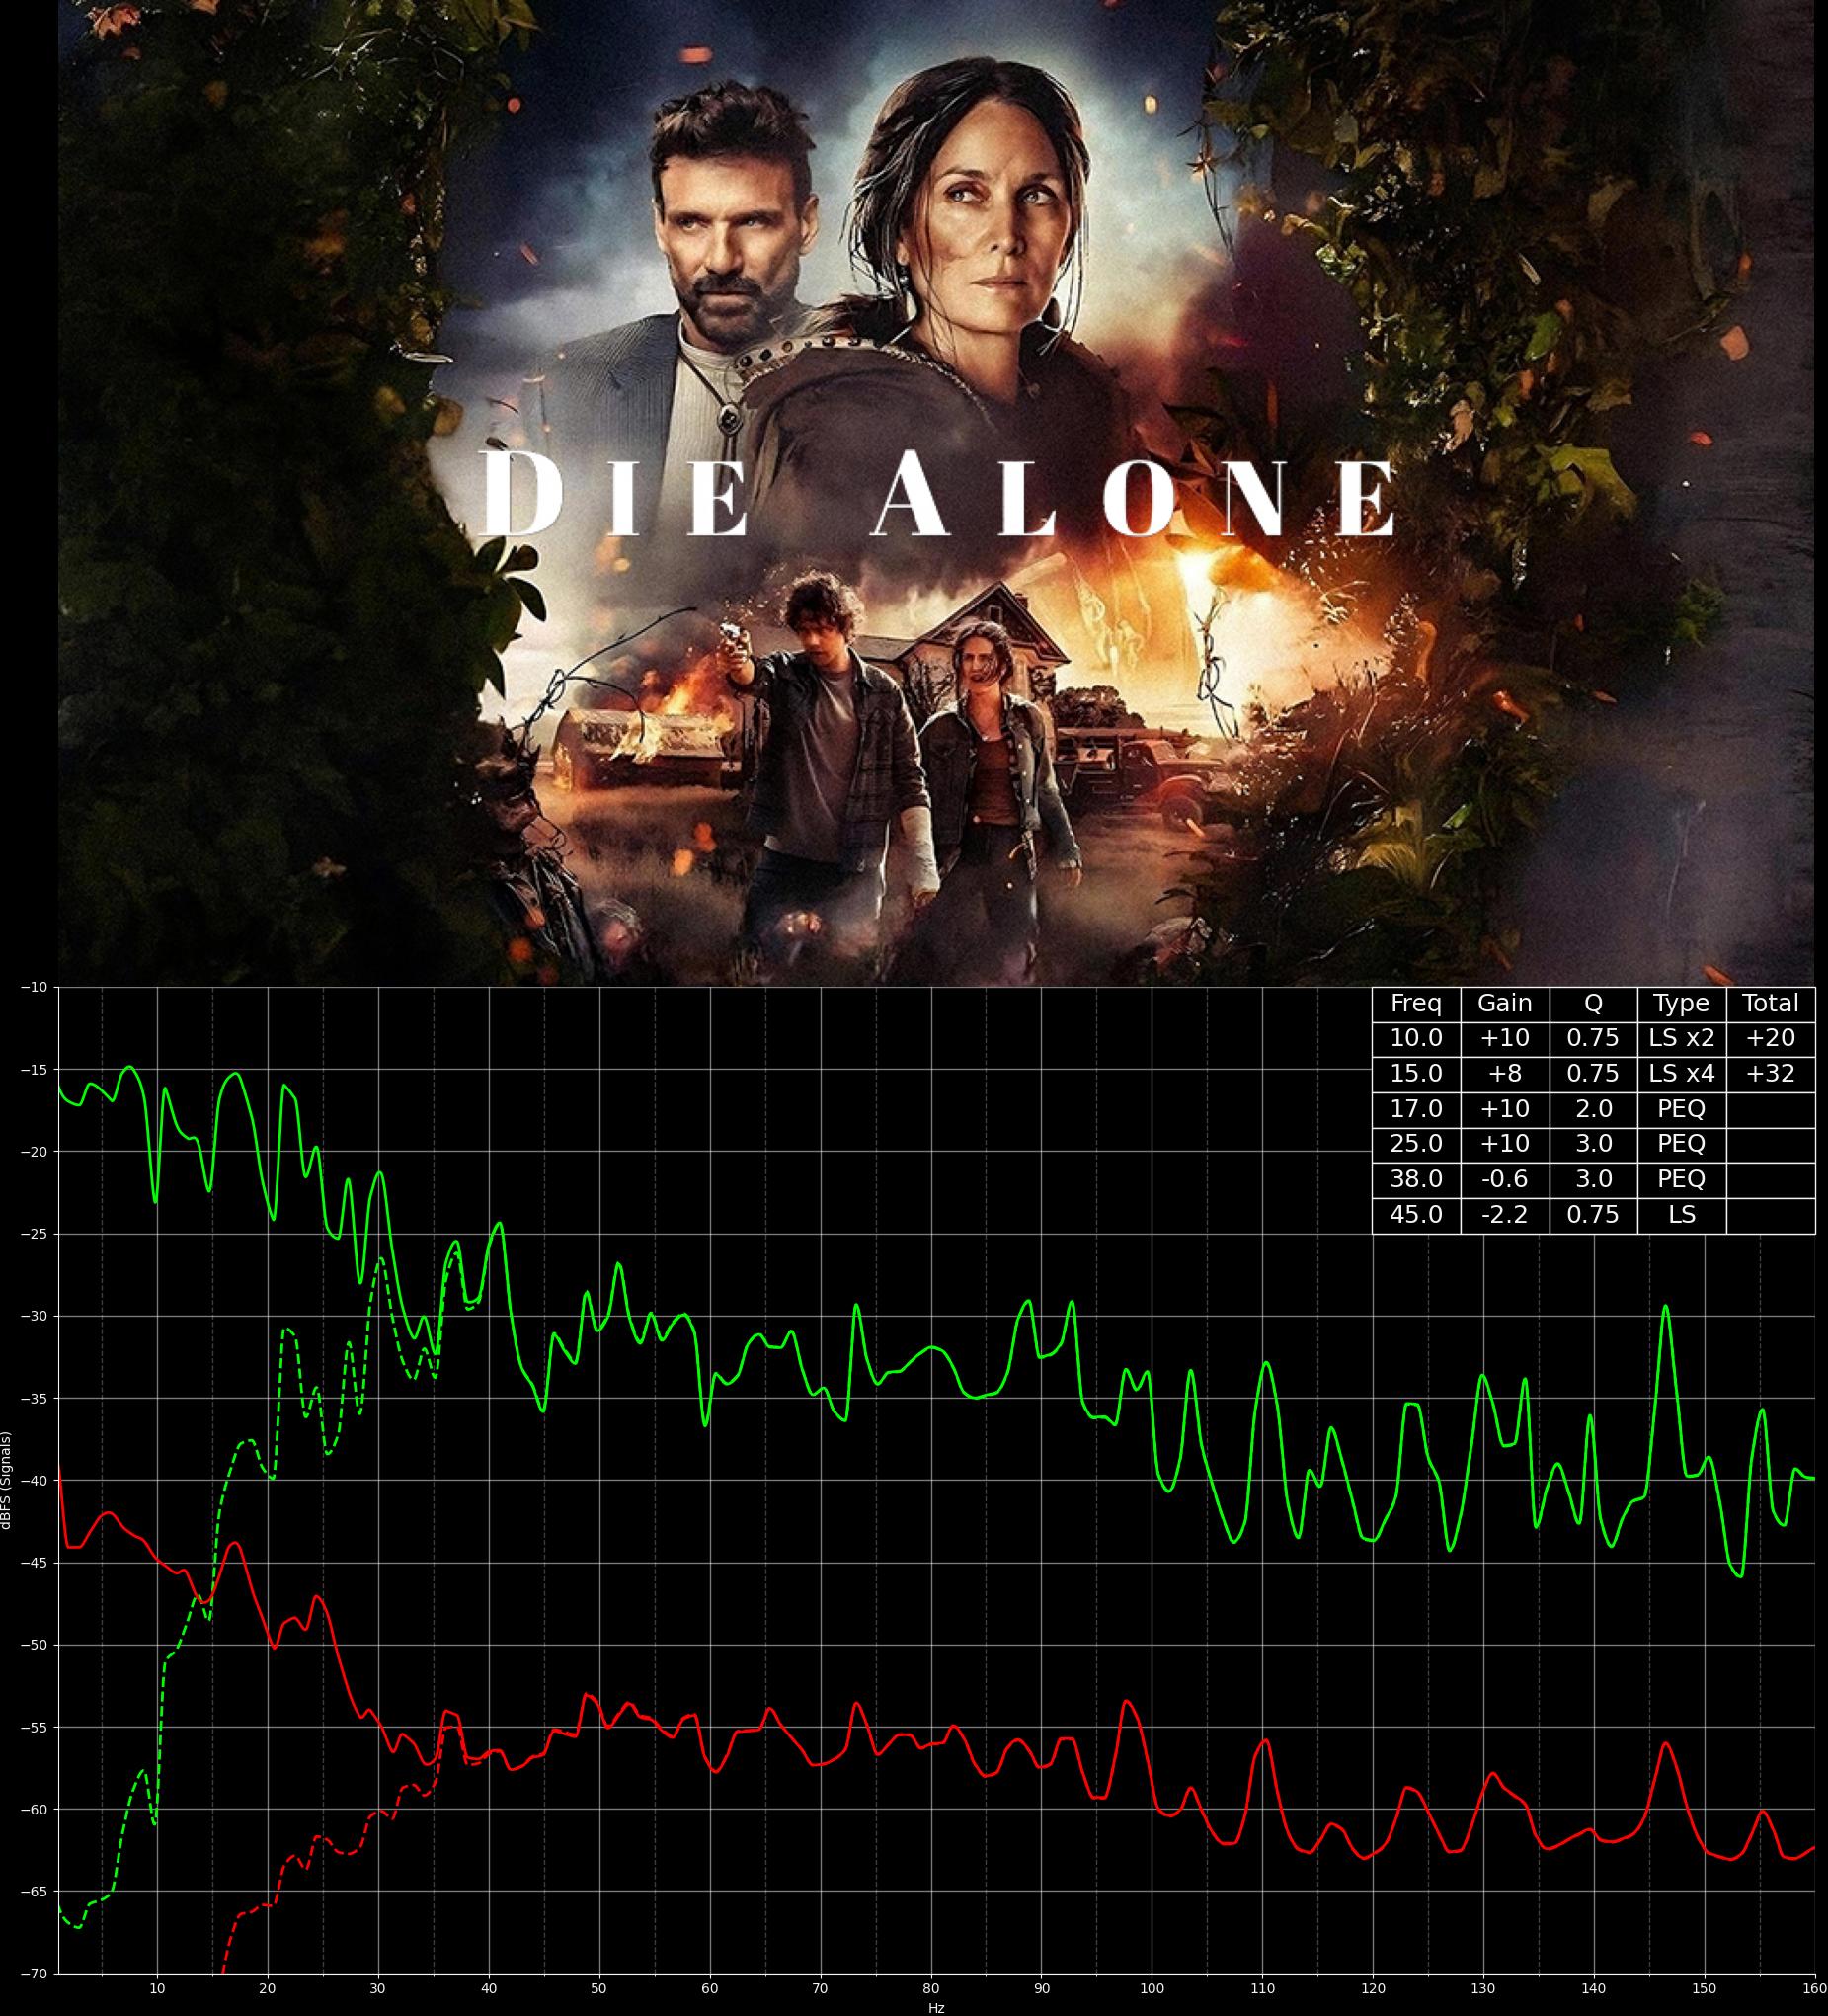 DIE ALONE
−10
Freq Gain Q Type Total
10.0 +10 0.75 LS x2 +20
15.0 +8 0.75 LS x4 +32
17.0 +10 2.0 PEQ
25.0 +10 3.0 PEQ
38.0 -0.6 3.0 PEQ
45.0 -2.2 0.75 LS
−15
−20
−25
−30
−35
−40
−45
−50
−55
−60
−65
−70
dBFS (Signals)
10 20 30 40 50 60 70 80 90 100 110 120 130 140 150 160
Hz